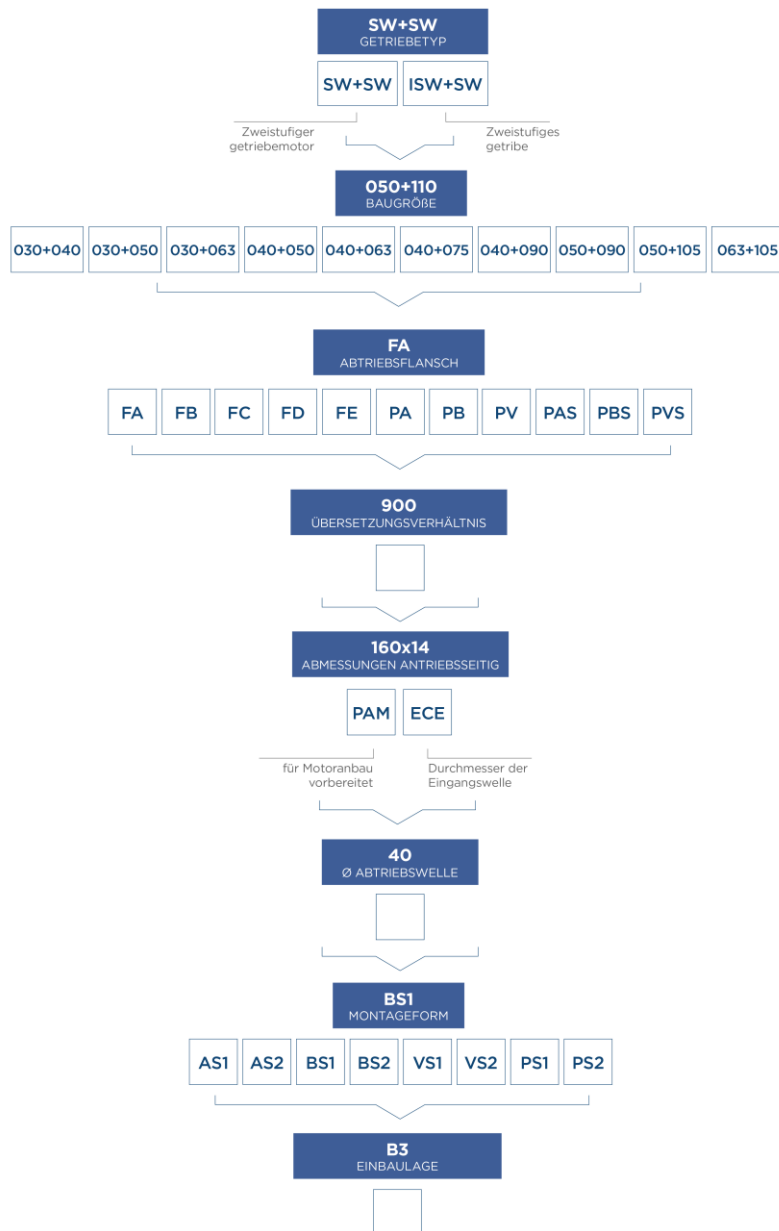 SW+SW
GETRIEBETYP
SW+SW ISW+SW
Zweistufiger
getriebemotor
Zweistufiges
getribe
050+110
BAUGRÖßE
030+040 030+050 030+063 040+050 040+063 040+075 040+090 050+090 050+105 063+105
FA
ABTRIEBSFLANSCH
FA FB FC FD FE PA PB PV PAS PBS PVS
900
ÜBERSETZUNGSVERHÄLTNIS
160x14
ABMESSUNGEN ANTRIEBSSEITIG
PAM ECE
für Motoranbau
vorbereitet
Durchmesser der
Eingangswelle
40
Ø ABTRIEBSWELLE
BS1
MONTAGEFORM
AS1 AS2 BS1 BS2 VS1 VS2 PS1 PS2
B3
EINBAULAGE